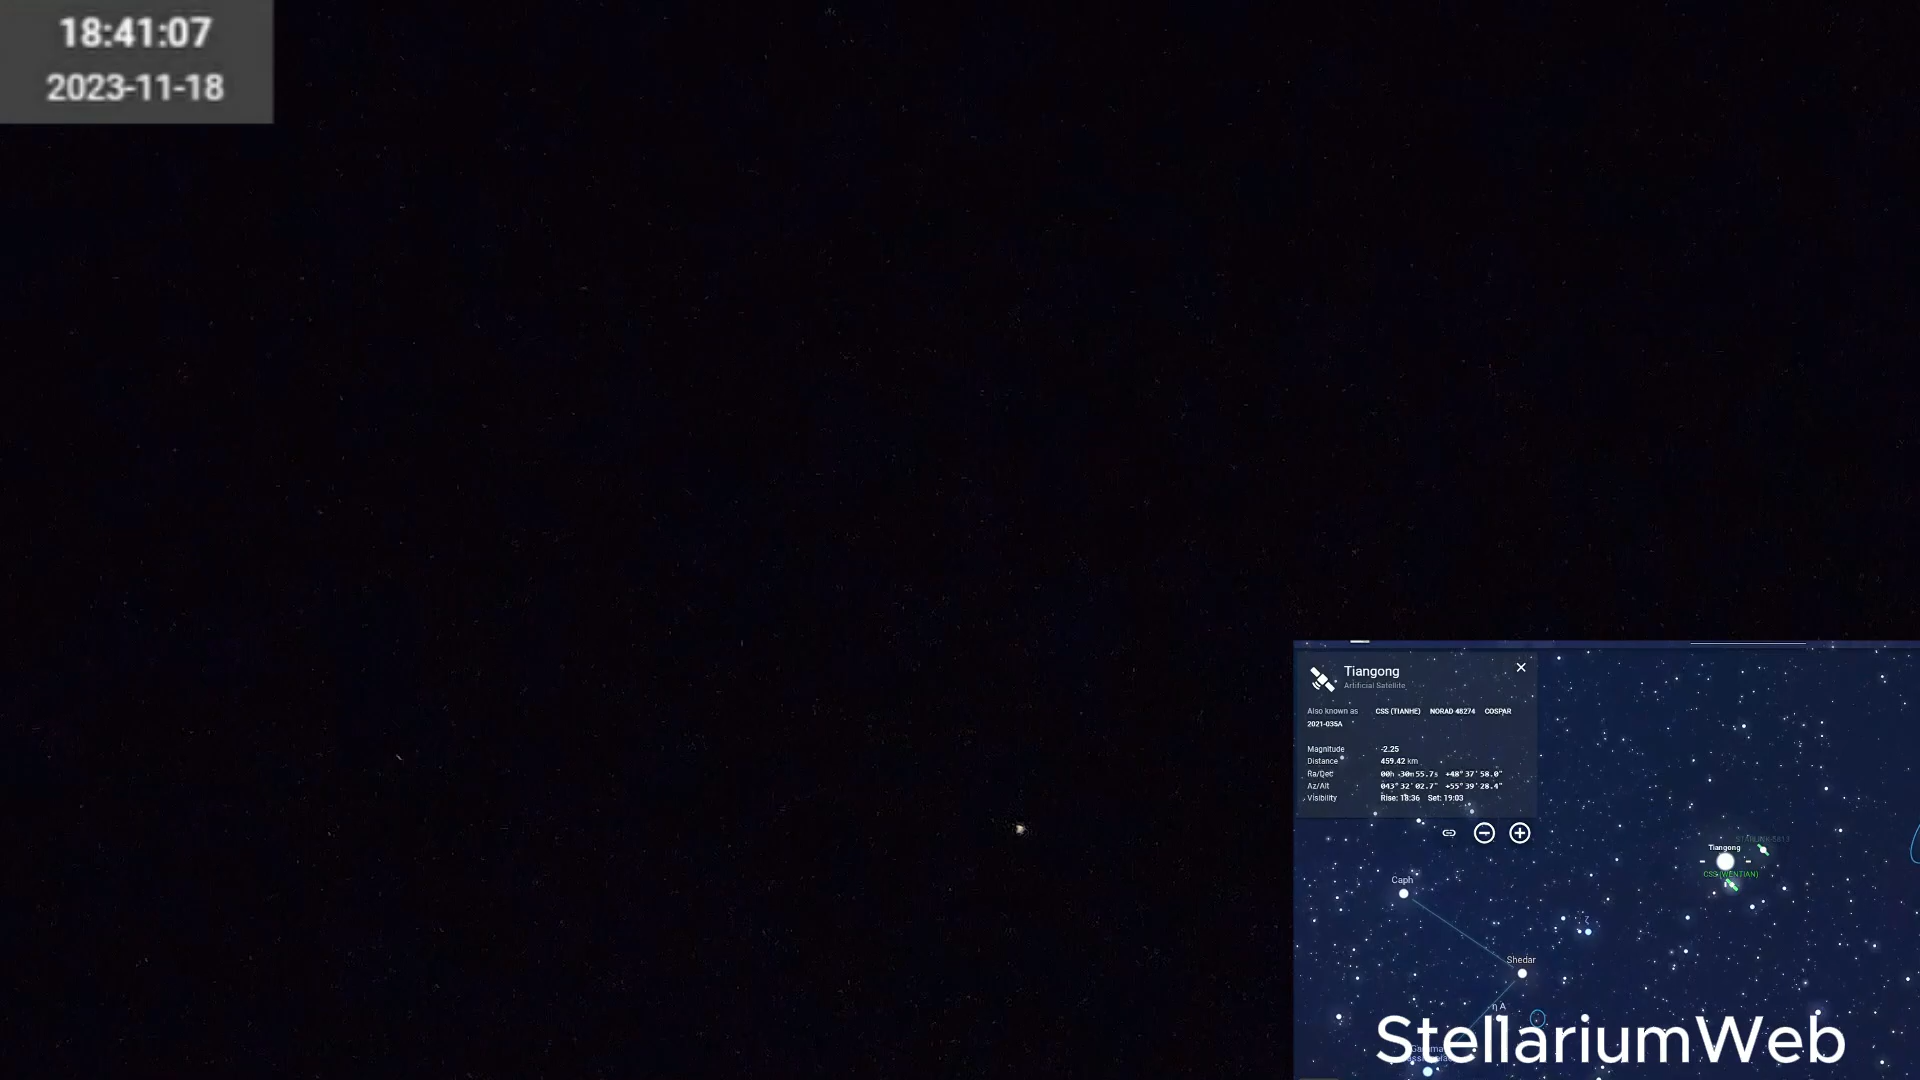 18:41:07
2023-11-18
Tiangong
Artificial Satellite
Also known as CSS (TIANHE) NORAD 48274 COSPAR
2021-035A
Magnitude -2.25
Distance 459.42 km
Ra/Dec 00h 30m 55.7s +48° 37' 58.0"
Az/Alt 043° 32' 02.7" +55° 39' 28.4"
Visibility Rise: 18:36 Set: 19:03
Tiangong
CSS (WENTIAN)
Caph
ζ
Shedar
η A
StellariumWeb